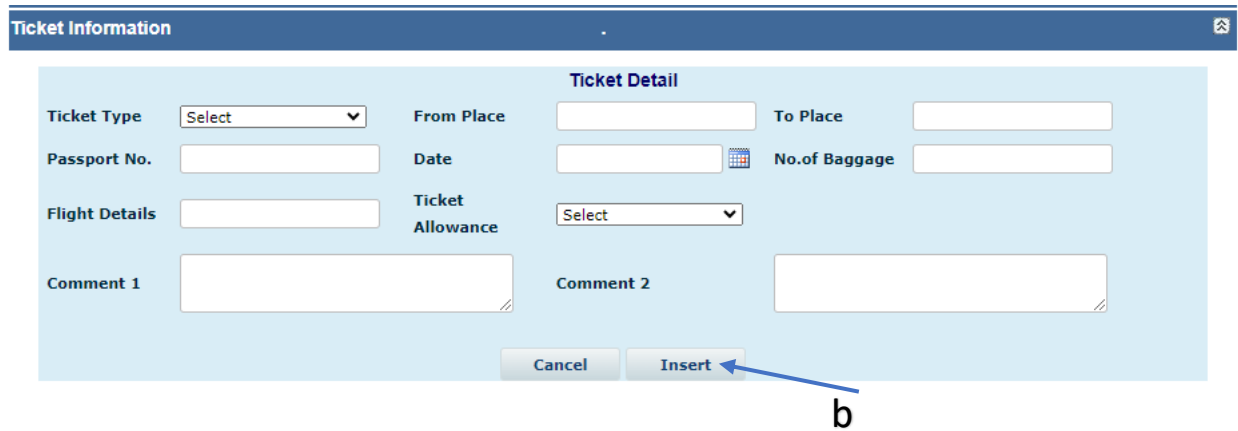 Ticket Information .
Ticket Detail
Ticket Type Select From Place To Place
Passport No. Date No.of Baggage
Flight Details Ticket Allowance Select
Comment 1 Comment 2
Cancel Insert
b